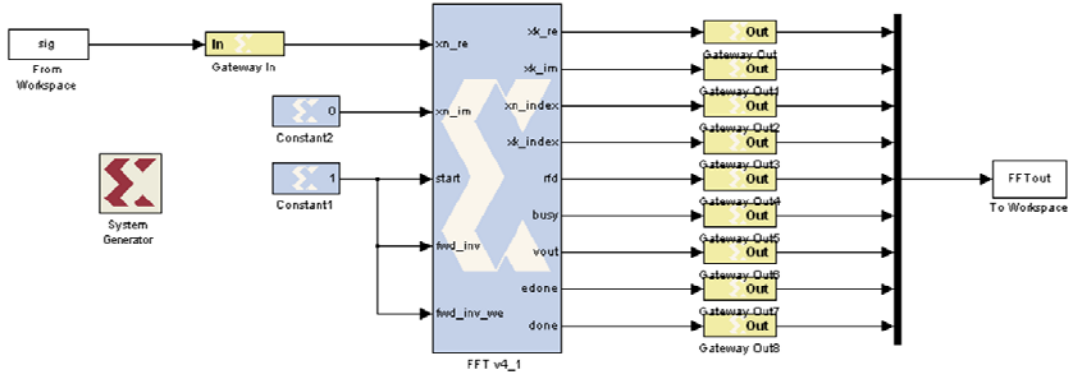 sig
From
Workspace
In
Gateway In
0
Constant2
1
Constant1
System
Generator
xn_re
xn_im
start
fwd_inv
fwd_inv_we
xk_re
xk_im
xn_index
xk_index
rfd
busy
vout
edone
done
FFT v4_1
Out
Gateway Out
Out
Gateway Out1
Out
Gateway Out2
Out
Gateway Out3
Out
Gateway Out4
Out
Gateway Out5
Out
Gateway Out6
Out
Gateway Out7
Out
Gateway Out8
FFTout
To Workspace